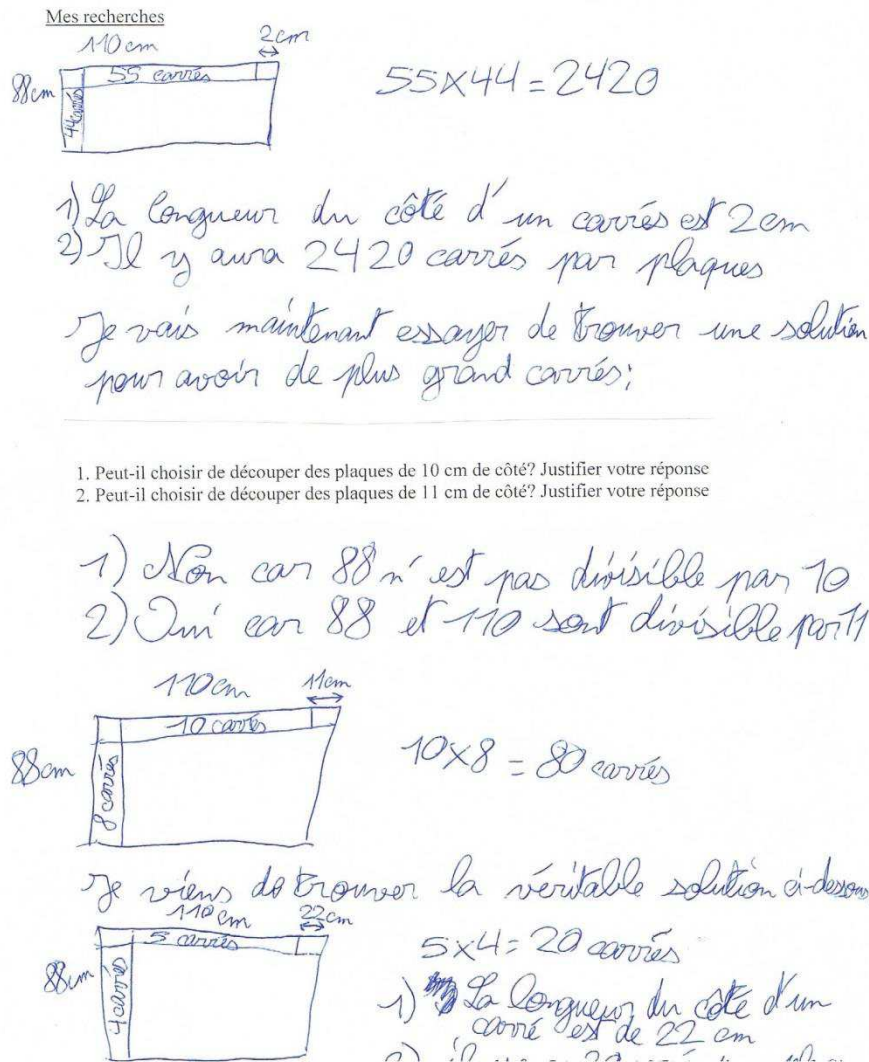 Mes recherches
110 cm 2cm
88cm 55 carrés
44 carrés
55x44=2420
1) La longueur du côté d'un carrés est 2cm
2) Il y aura 2420 carrés par plaques
Je vais maintenant essayer de trouver une solution
pour avoir de plus grand carrés;
1. Peut-il choisir de découper des plaques de 10 cm de côté? Justifier votre réponse
2. Peut-il choisir de découper des plaques de 11 cm de côté? Justifier votre réponse
1) Non car 88 n'est pas divisible par 10
2) Oui car 88 et 110 sont divisible par 11
110cm 11cm
10 carrés
88cm 8 carrés
10x8 = 80 carrés
Je viens de trouver la véritable solution ci-dessous
110 cm 22cm
5 carrés
88cm 4 carrés
5x4=20 carrés
1) La longueur du côté d'un
carré est de 22 cm
2) il